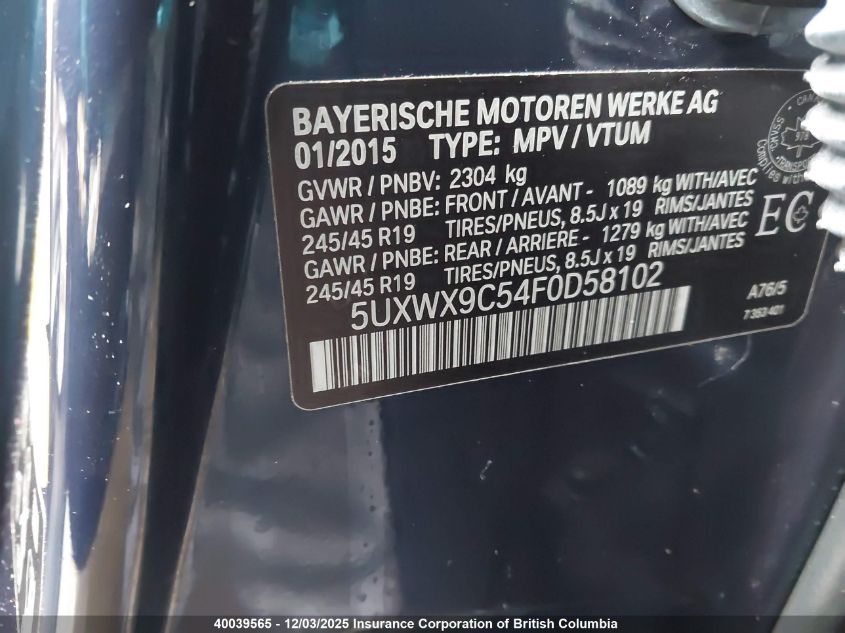 BAYERISCHE MOTOREN WERKE AG
01/2015 TYPE: MPV / VTUM
GVWR / PNBV: 2304 kg
GAWR / PNBE: FRONT / AVANT - 1089 kg WITH/AVEC
245/45 R19 TIRES/PNEUS, 8.5J x 19 RIMS/JANTES
GAWR / PNBE: REAR / ARRIERE - 1279 kg WITH/AVEC
245/45 R19 TIRES/PNEUS, 8.5J x 19 RIMS/JANTES
EC
5UXWX9C54F0D58102
A76/5
7 353 401
40039565 - 12/03/2025 Insurance Corporation of British Columbia